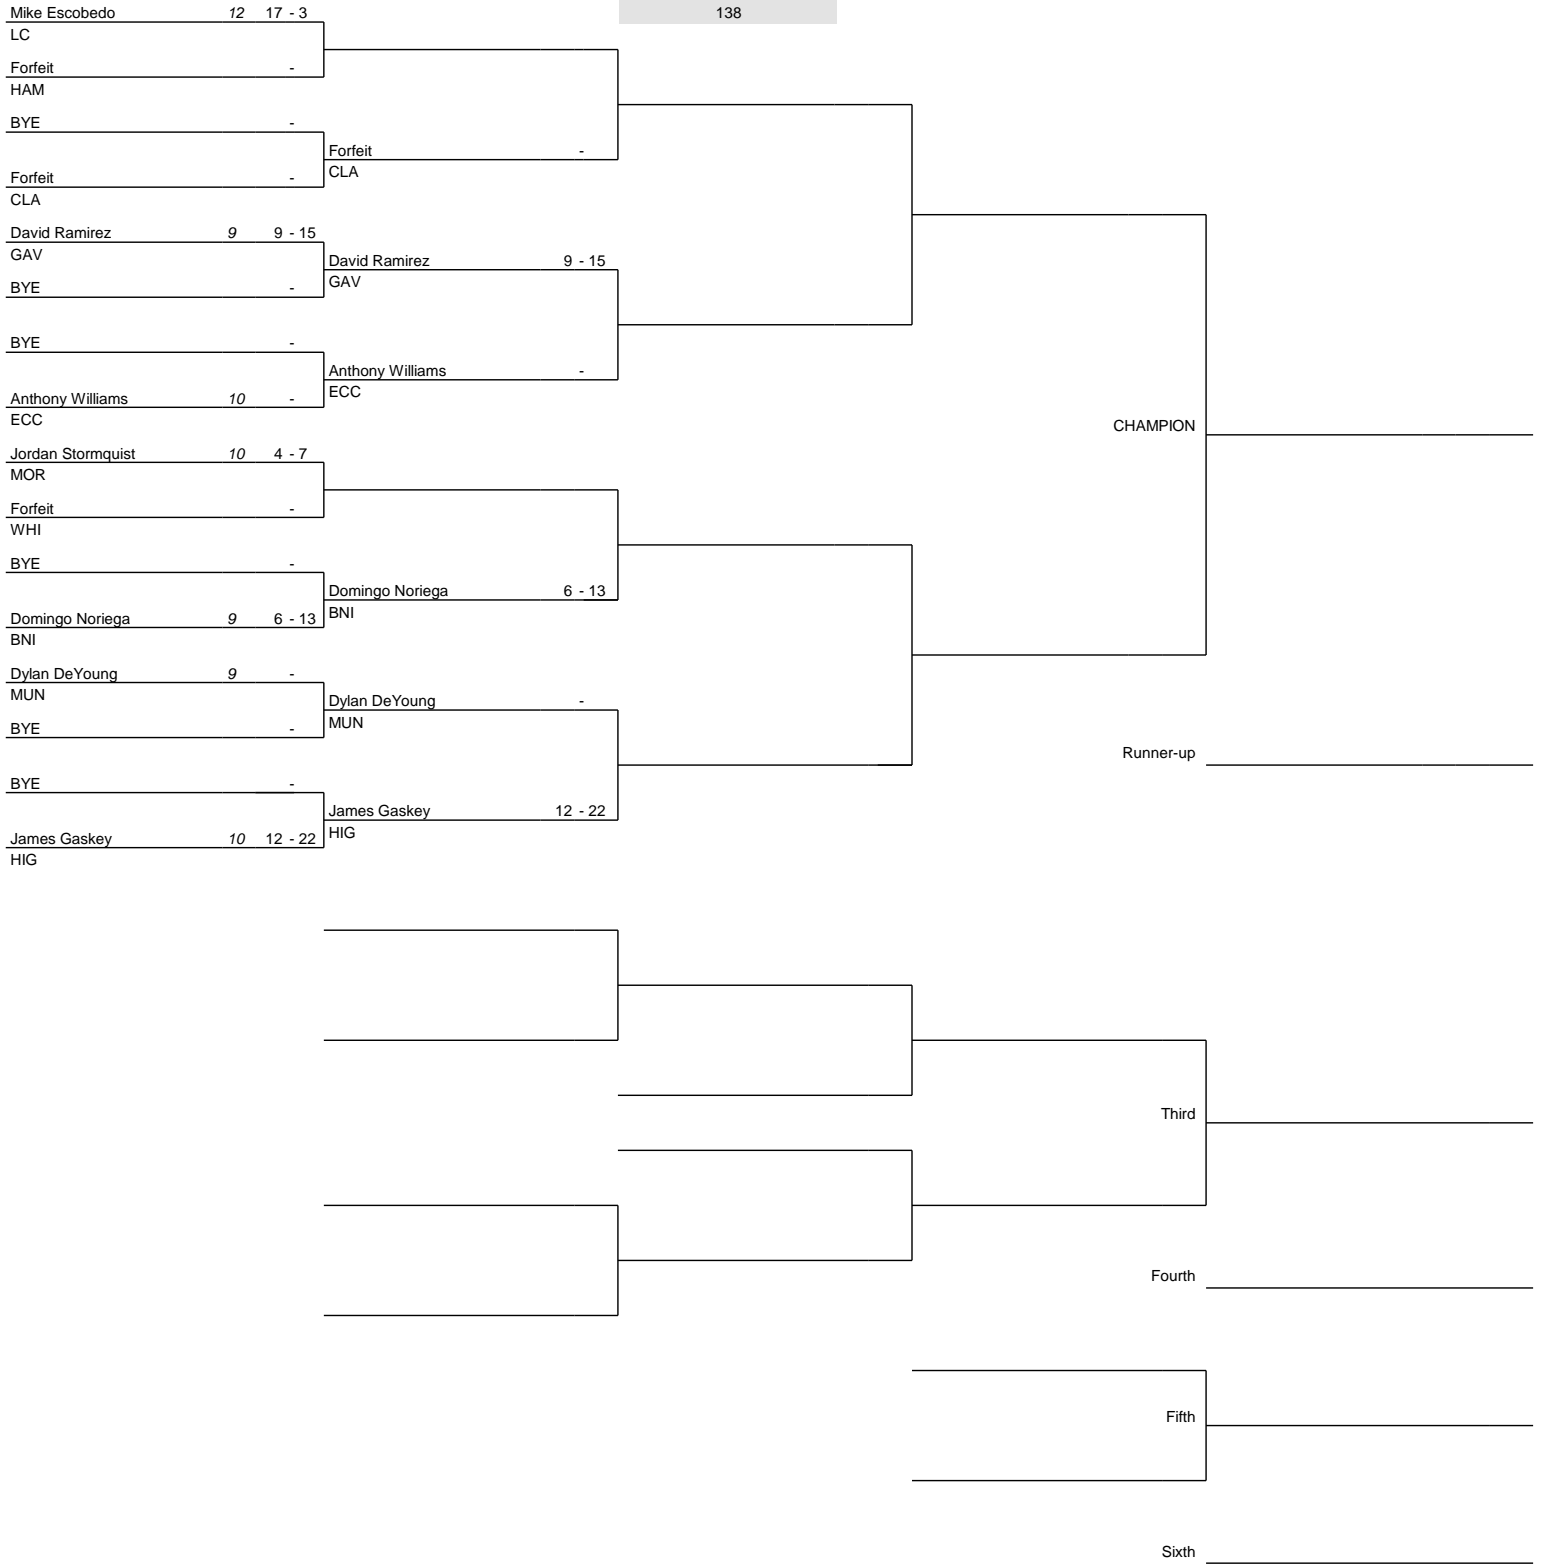 Mike Escobedo 12 17 - 3
138
LC
Forfeit -
HAM
BYE -
Forfeit -
CLA
Forfeit -
CLA
David Ramirez 9 9 - 15
GAV
David Ramirez 9 - 15
GAV
BYE -
BYE -
Anthony Williams -
ECC
Anthony Williams 10 -
ECC
CHAMPION
Jordan Stormquist 10 4 - 7
MOR
Forfeit -
WHI
BYE -
Domingo Noriega 6 - 13
BNI
Domingo Noriega 9 6 - 13
BNI
Dylan DeYoung 9 -
MUN
Dylan DeYoung -
MUN
BYE -
Runner-up
BYE -
James Gaskey 12 - 22
HIG
James Gaskey 10 12 - 22
HIG
Third
Fourth
Fifth
Sixth